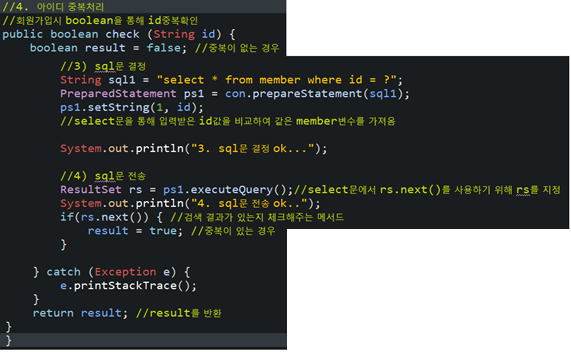 //4. 아이디 중복처리
//회원가입시 boolean을 통해 id중복확인
public boolean check (String id) {
boolean result = false; //중복이 없는 경우
//3) sql문 결정
String sql1 = "select * from member where id = ?";
PreparedStatement ps1 = con.prepareStatement(sql1);
ps1.setString(1, id);
//select문을 통해 입력받은 id값을 비교하여 같은 member변수를 가져옴
System.out.println("3. sql문 결정 ok...");
//4) sql문 전송
ResultSet rs = ps1.executeQuery();//select문에서 rs.next()를 사용하기 위해 rs를 지정
System.out.println("4. sql문 전송 ok..");
if(rs.next()) { //검색 결과가 있는지 체크해주는 메서드
result = true; //중복이 있는 경우
}
} catch (Exception e) {
e.printStackTrace();
}
return result; //result를 반환
}
}